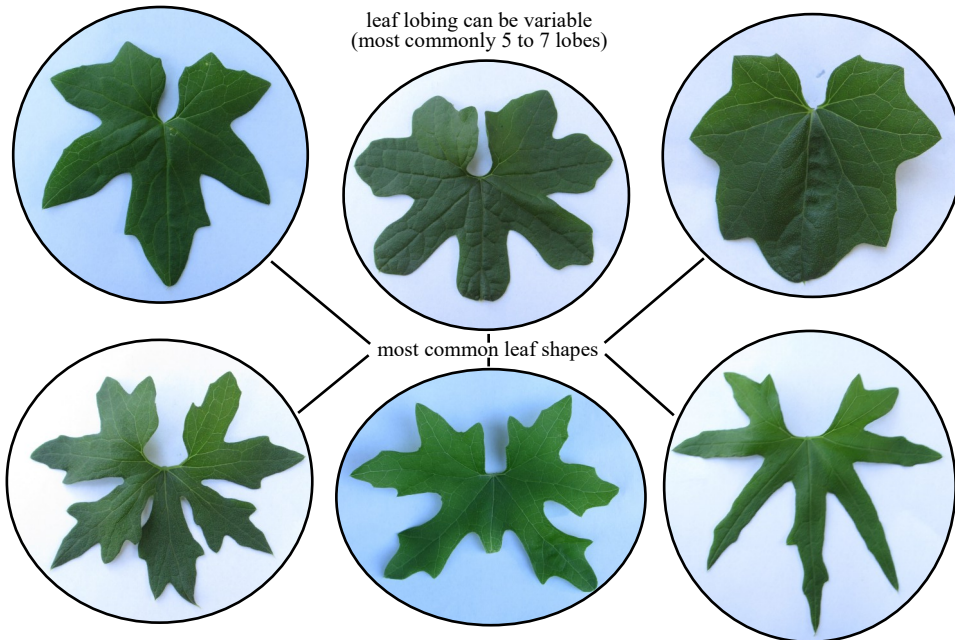 leaf lobing can be variable
(most commonly 5 to 7 lobes)
most common leaf shapes